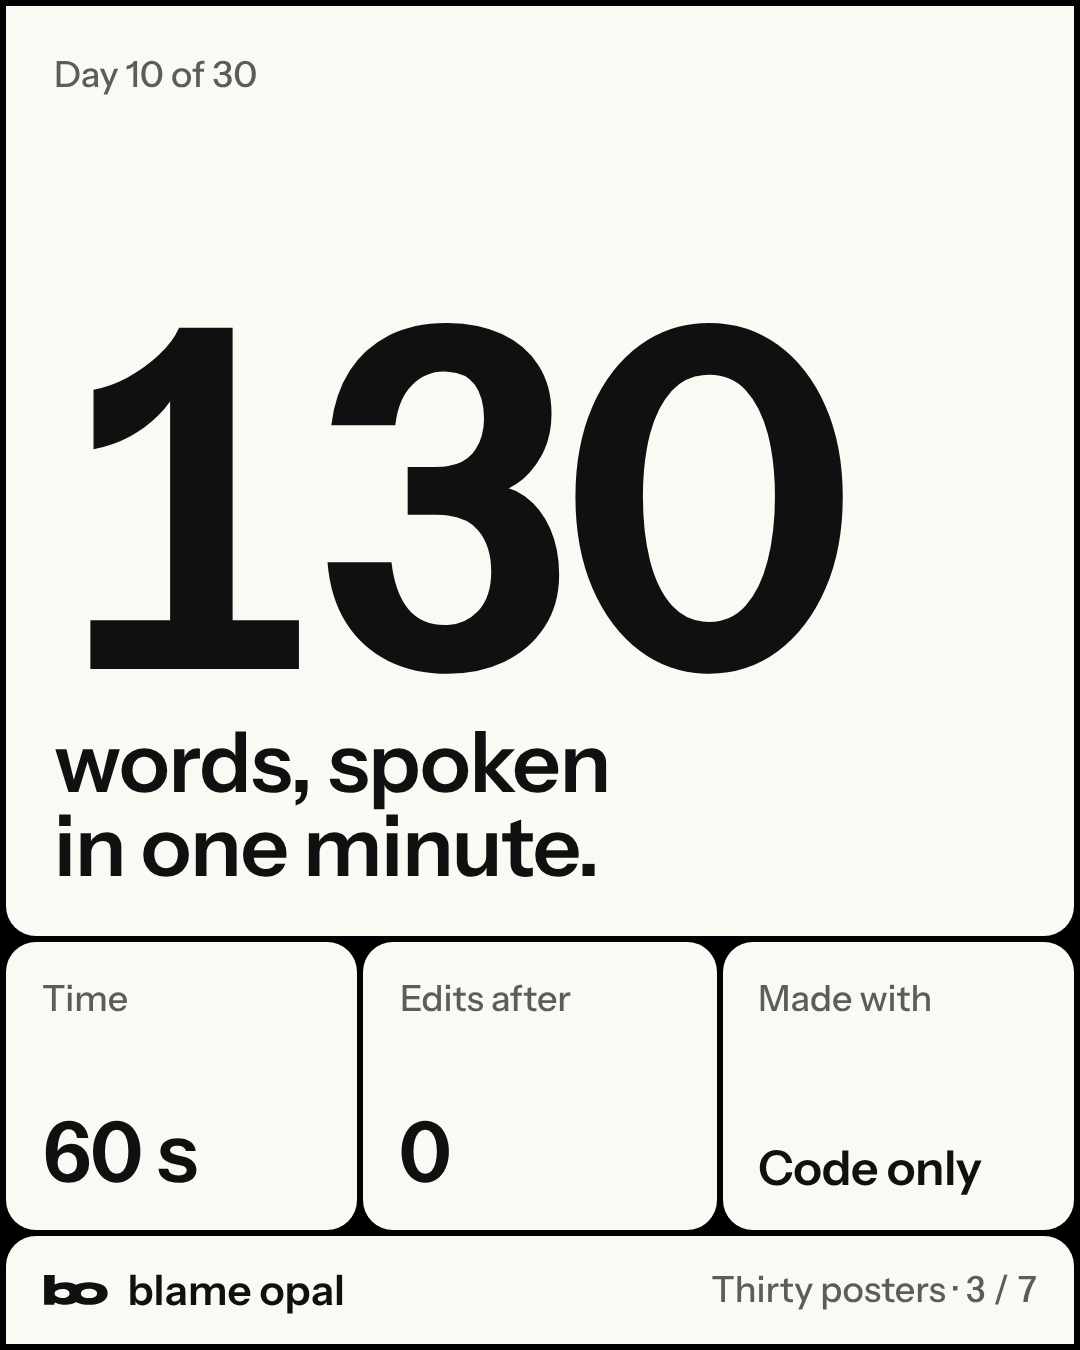 Day 10 of 30
130
words, spoken
in one minute.
Time
60 s
Edits after
0
Made with
Code only
bo blame opal
Thirty posters · 3 / 7